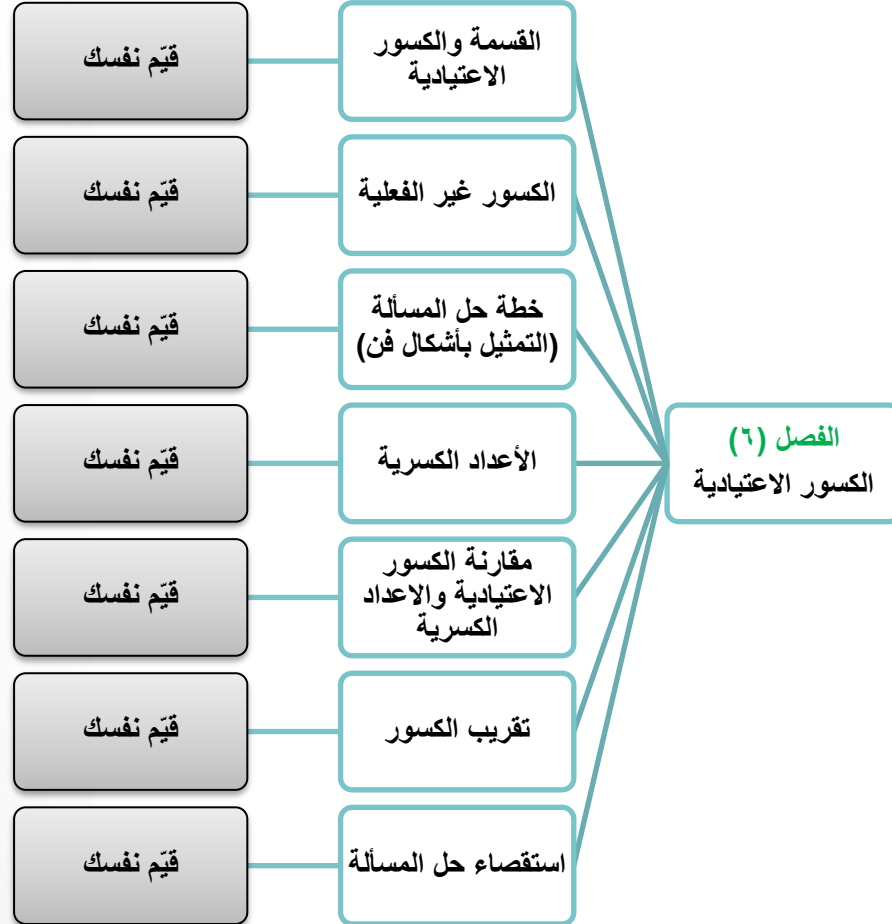 الفصل (٦)
الكسور الاعتيادية
القسمة والكسور
الاعتيادية
قيّم نفسك
الكسور غير الفعلية
قيّم نفسك
خطة حل المسألة
(التمثيل بأشكال فن)
قيّم نفسك
الأعداد الكسرية
قيّم نفسك
مقارنة الكسور
الاعتيادية والاعداد
الكسرية
قيّم نفسك
تقريب الكسور
قيّم نفسك
استقصاء حل المسألة
قيّم نفسك